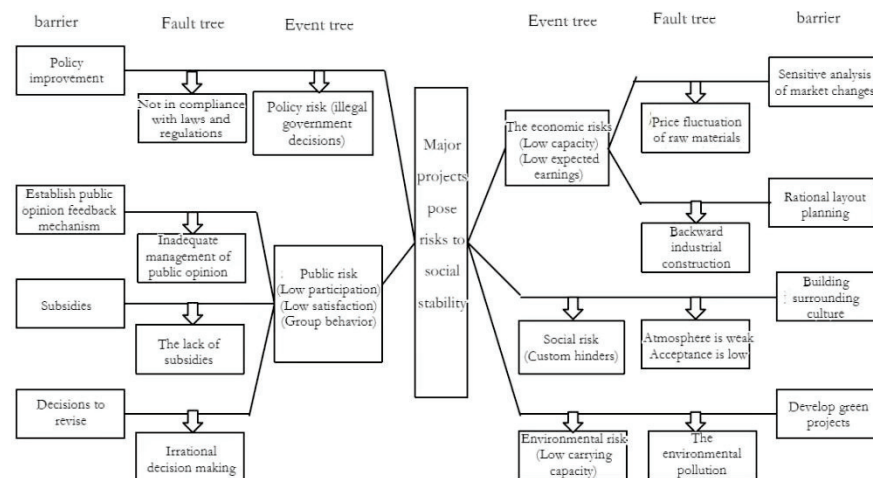 barrier
Fault tree
Event tree
Event tree
Fault tree
barrier
Policy
improvement
Not in compliance
with laws and
regulations
Policy risk (illegal
government
decisions)
Establish public
opinion feedback
mechanism
Inadequate
management of
public opinion
Subsidies
The lack of
subsidies
Decisions to
revise
Irrational
decision making
Public risk
(Low participation)
(Low satisfaction)
(Group behavior)
Major
projects
pose
risks to
social
stability
The economic risks
(Low capacity)
(Low expected
earnings)
Price fluctuation
of raw materials
Sensitive analysis
of market changes
Backward
industrial
construction
Rational layout
planning
Social risk
(Custom hinders)
Atmosphere is weak
Acceptance is low
Building
surrounding
culture
Environmental risk
(Low carrying
capacity)
The
environmental
pollution
Develop green
projects